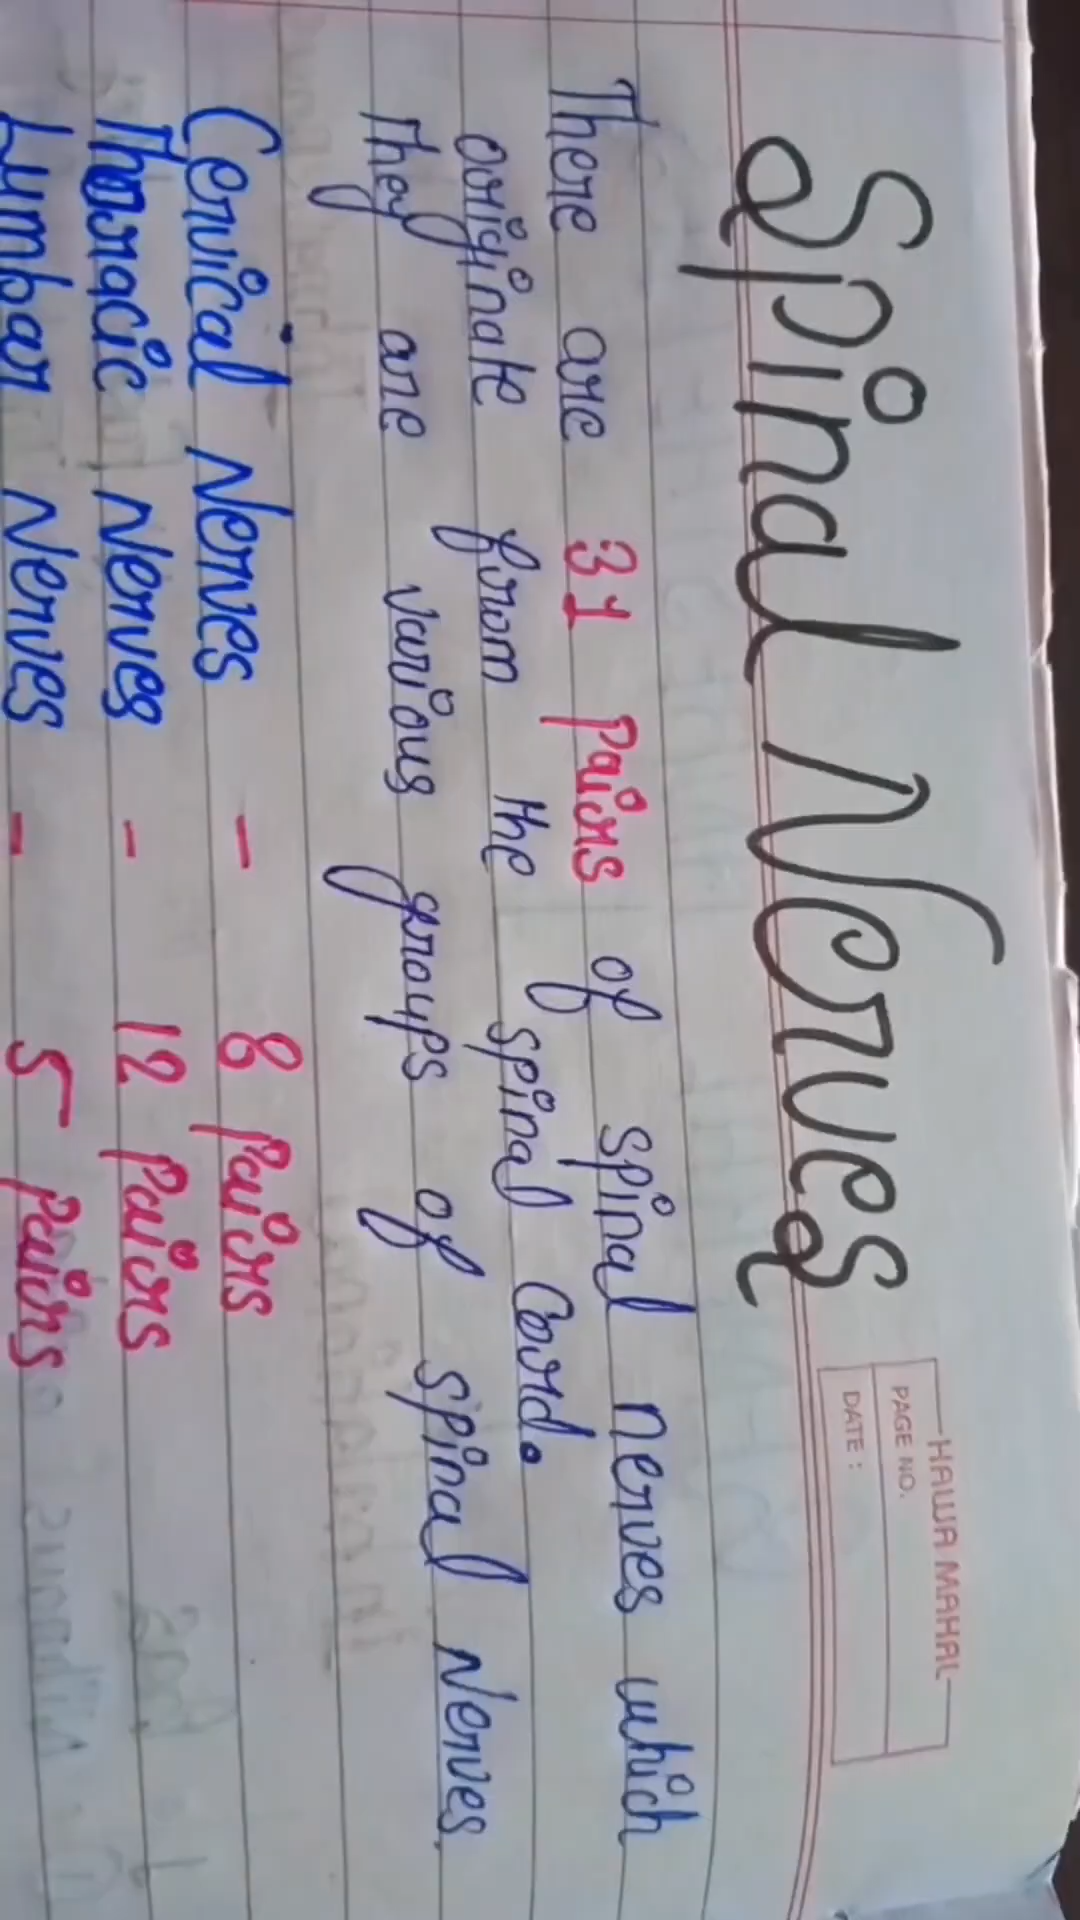 HAWA MAHAL
PAGE NO.
DATE :
Spinal Nerves
There are 31 Pairs of spinal nerves which
originate from the spinal Cord.
They are various groups of spinal Nerves.
Cervical Nerves - 8 Pairs
Thoracic Nerves - 12 Pairs
Lumbar Nerves - 5 Pairs